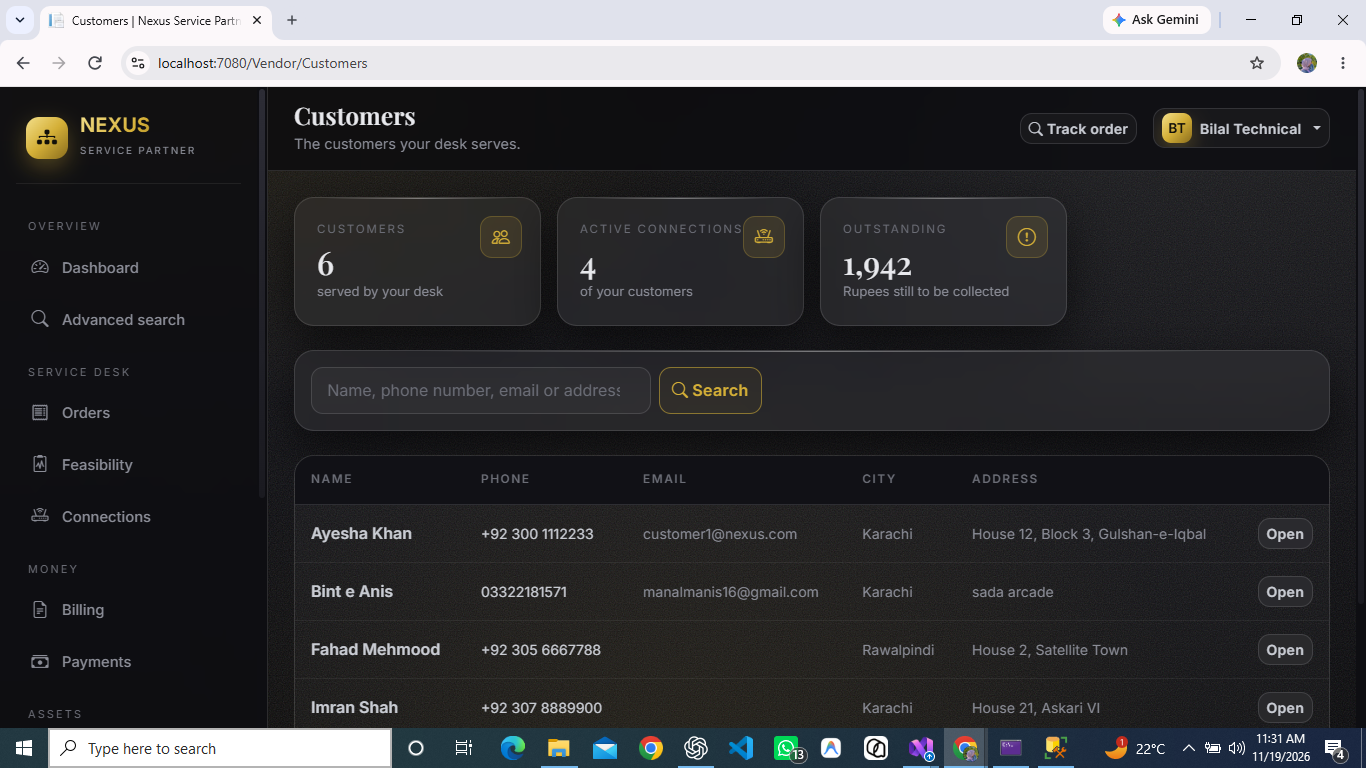 Customers | Nexus Service Partn
Ask Gemini
localhost:7080/Vendor/Customers
NEXUS
SERVICE PARTNER
OVERVIEW
Dashboard
Advanced search
SERVICE DESK
Orders
Feasibility
Connections
MONEY
Billing
Payments
ASSETS
Customers
The customers your desk serves.
Track order
BT Bilal Technical
CUSTOMERS
6
served by your desk
ACTIVE CONNECTIONS
4
of your customers
OUTSTANDING
1,942
Rupees still to be collected
Name, phone number, email or address
Search
NAME PHONE EMAIL CITY ADDRESS
Ayesha Khan +92 300 1112233 customer1@nexus.com Karachi House 12, Block 3, Gulshan-e-Iqbal Open
Bint e Anis 03322181571 manalmanis16@gmail.com Karachi sada arcade Open
Fahad Mehmood +92 305 6667788 Rawalpindi House 2, Satellite Town Open
Imran Shah +92 307 8889900 Karachi House 21, Askari VI Open
Type here to search
13
1
22°C
11:31 AM
11/19/2026
4